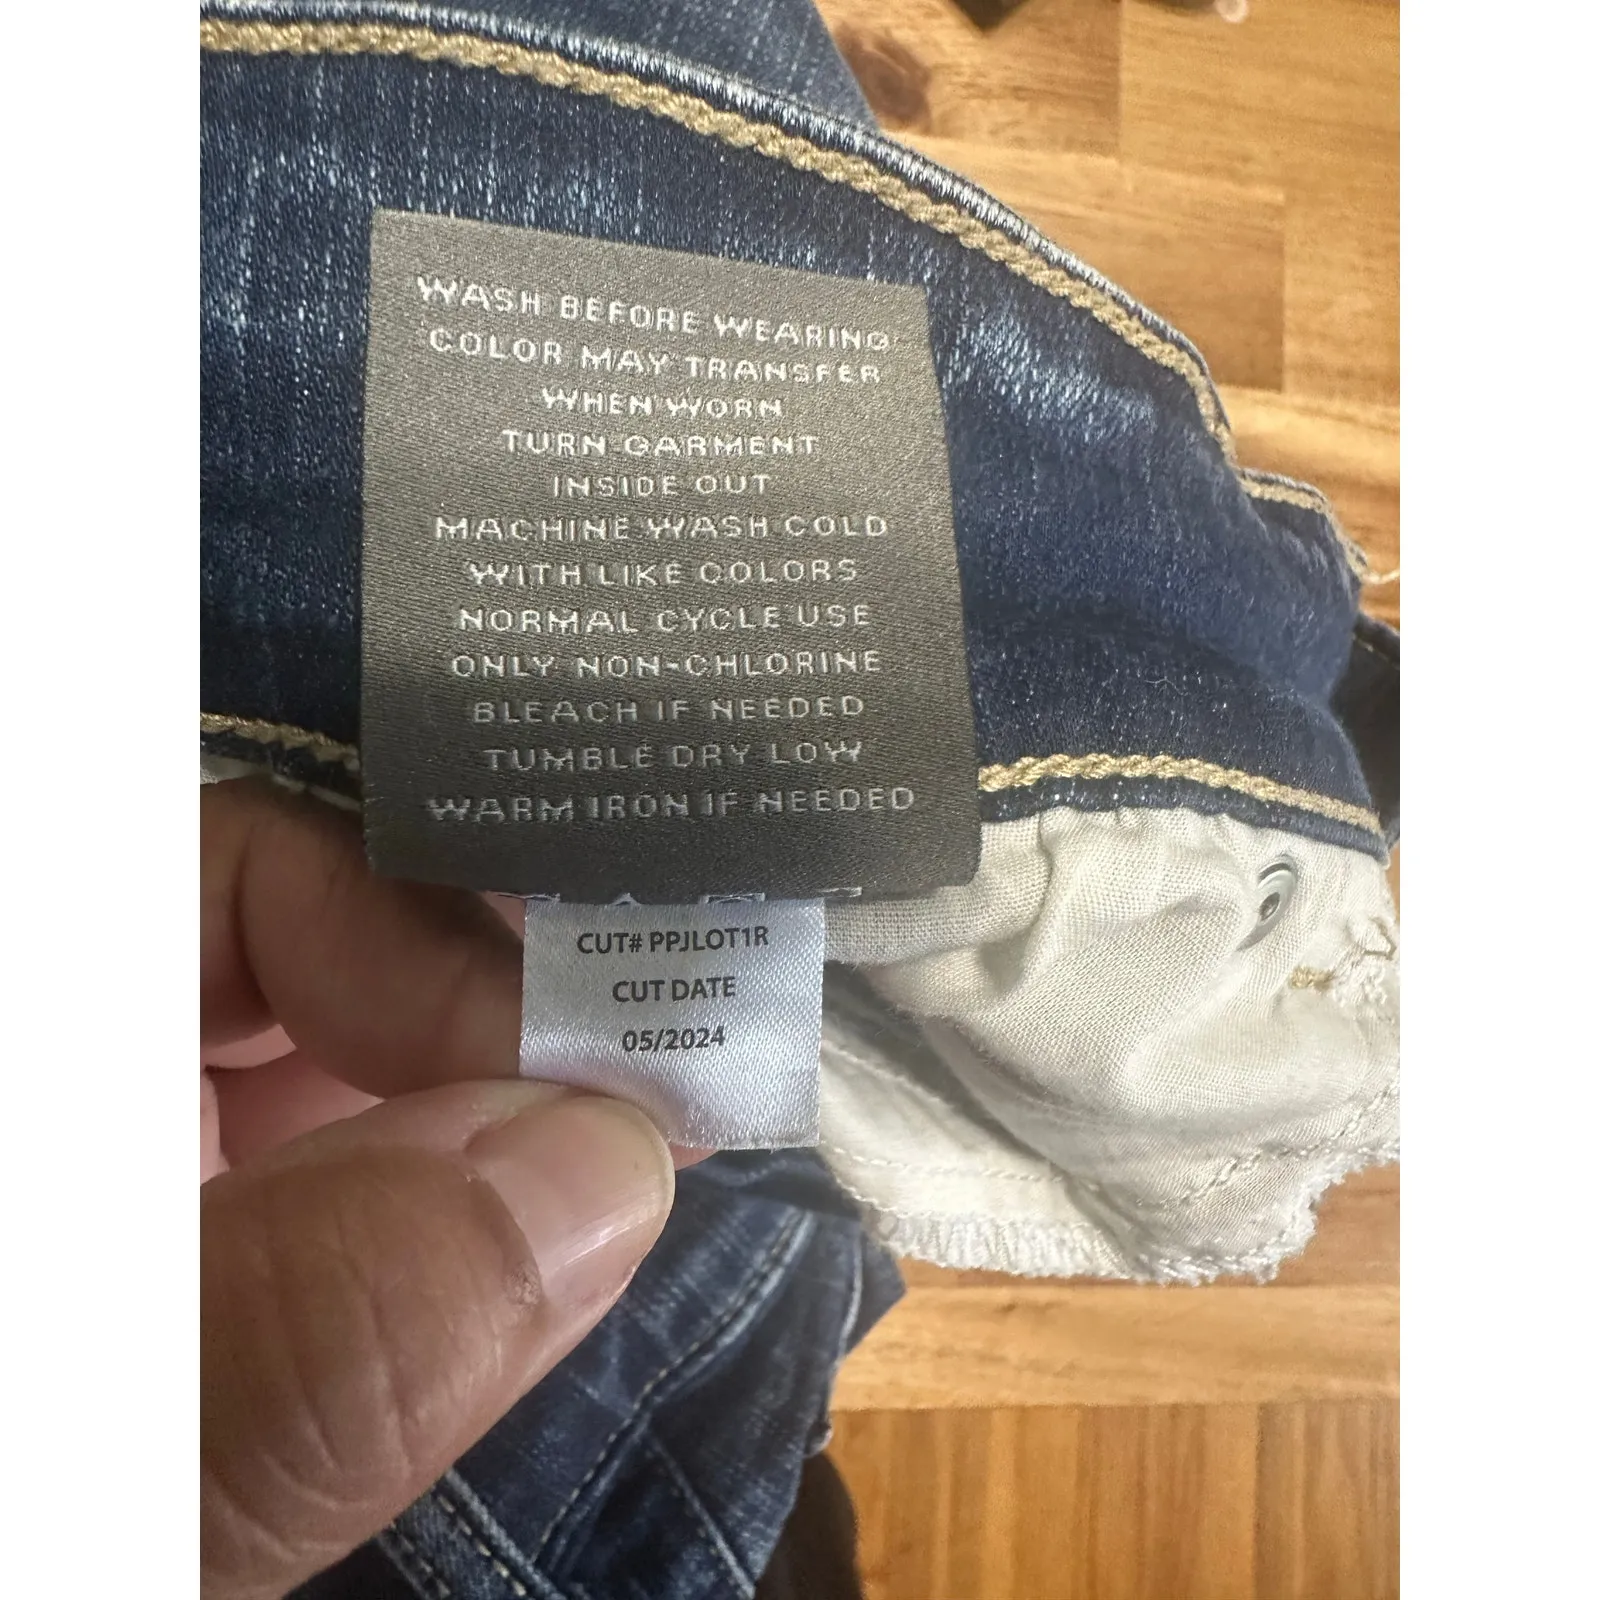 WASH BEFORE WEARING
COLOR MAY TRANSFER
WHEN WORN
TURN GARMENT
INSIDE OUT
MACHINE WASH COLD
WITH LIKE COLORS
NORMAL CYCLE USE
ONLY NON-CHLORINE
BLEACH IF NEEDED
TUMBLE DRY LOW
WARM IRON IF NEEDED
CUT# PPJLOT1R
CUT DATE
05/2024